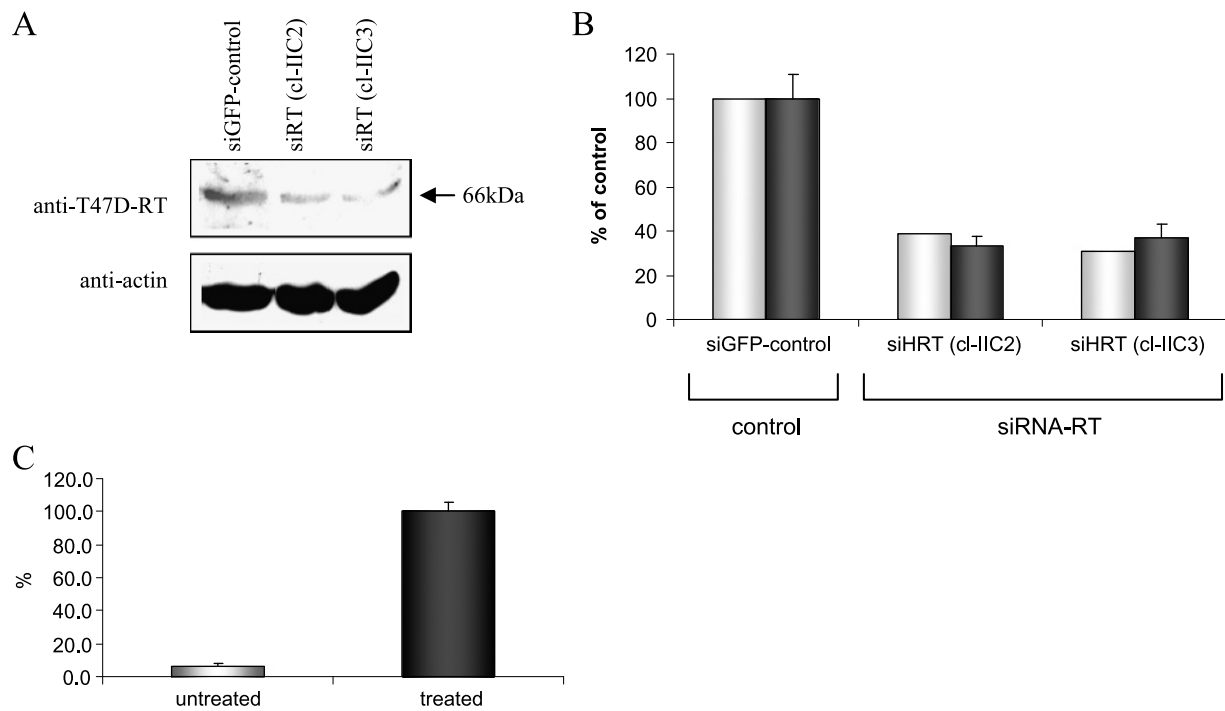 A
siGFP-control
siRT (cl-IIC2)
siRT (cl-IIC3)
anti-T47D-RT
66kDa
anti-actin
B
% of control
120
100
80
60
40
20
0
siGFP-control
siHRT (cl-IIC2)
siHRT (cl-IIC3)
control
siRNA-RT
C
%
120.0
100.0
80.0
60.0
40.0
20.0
0.0
untreated
treated